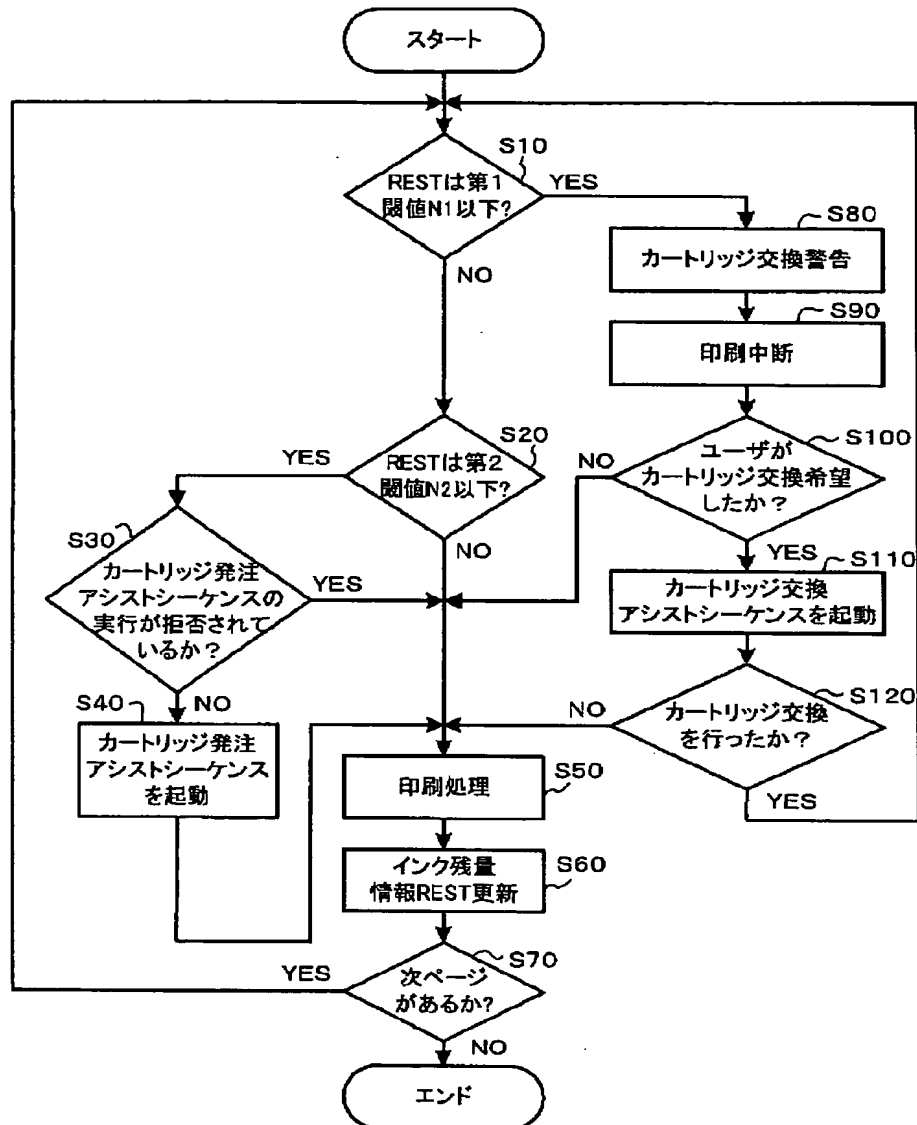 スタート
S10
RESTは第1
閾値N1以下?
YES
NO
S80
カートリッジ交換警告
S90
印刷中断
S20
YES
RESTは第2
閾値N2以下?
NO
S100
NO
ユーザが
カートリッジ交換希望
したか?
YES
S30
カートリッジ発注
アシストシーケンスの
実行が拒否されて
いるか?
YES
NO
S110
カートリッジ交換
アシストシーケンスを起動
S40
カートリッジ発注
アシストシーケンス
を起動
S120
NO
カートリッジ交換
を行ったか?
YES
印刷処理
S50
インク残量
情報REST更新
S60
S70
YES
次ページ
があるか?
NO
エンド